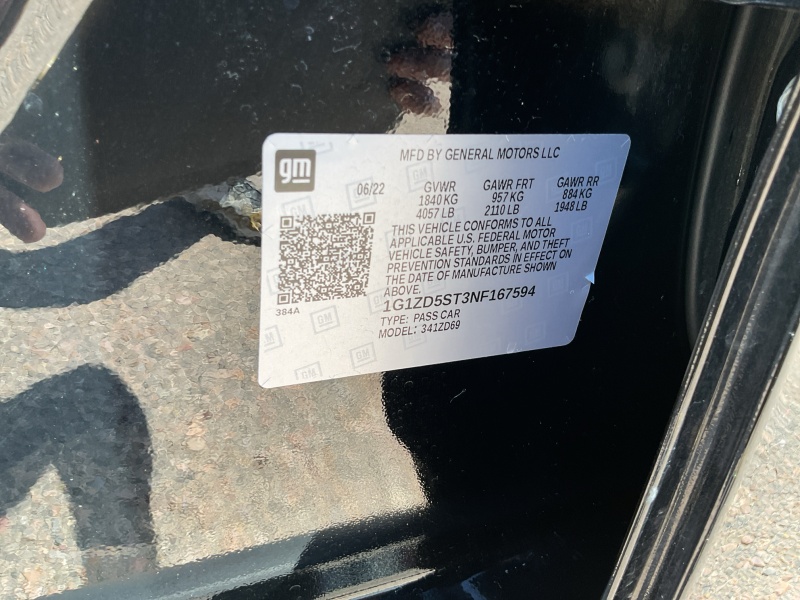 gm
MFD BY GENERAL MOTORS LLC
06/22 GVWR GAWR FRT GAWR RR
1840 KG 957 KG 884 KG
4057 LB 2110 LB 1948 LB
THIS VEHICLE CONFORMS TO ALL
APPLICABLE U.S. FEDERAL MOTOR
VEHICLE SAFETY, BUMPER, AND THEFT
PREVENTION STANDARDS IN EFFECT ON
THE DATE OF MANUFACTURE SHOWN
ABOVE.
384A
1G1ZD5ST3NF167594
TYPE: PASS CAR
MODEL: 341ZD69